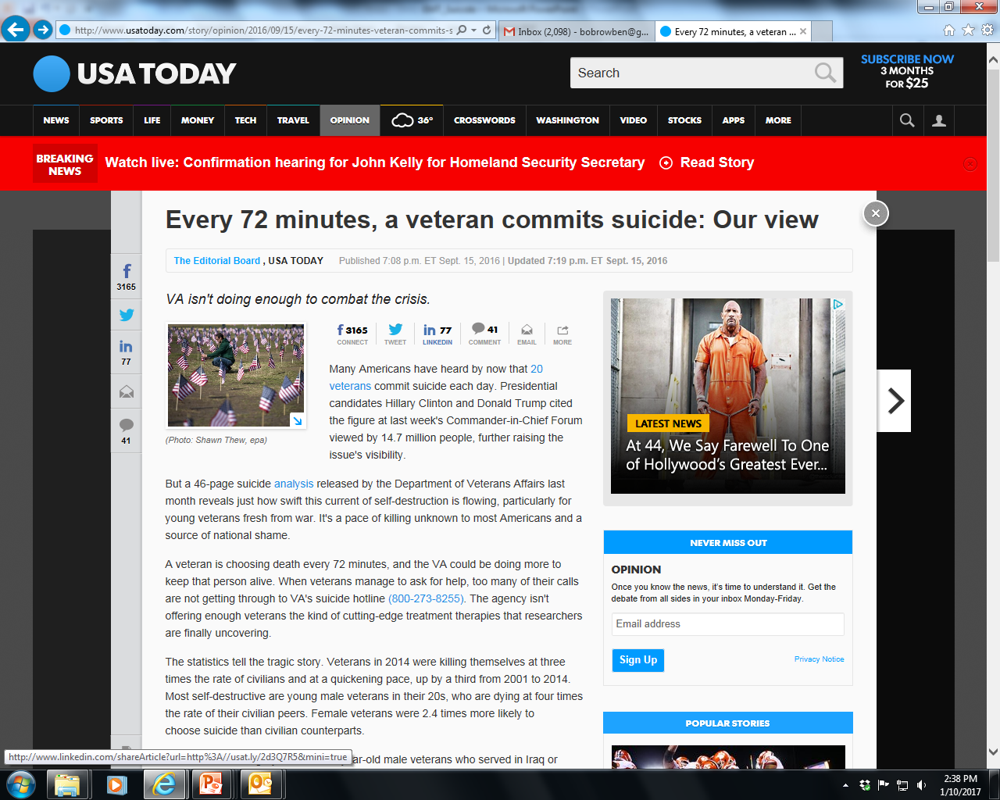 http://www.usatoday.com/story/opinion/2016/09/15/every-72-minutes-veteran-commits-s
Inbox (2,098) - bobrowben@g...
Every 72 minutes, a veteran ...
USA TODAY
Search
SUBSCRIBE NOW
3 MONTHS
FOR $25
NEWS SPORTS LIFE MONEY TECH TRAVEL OPINION 36° CROSSWORDS WASHINGTON VIDEO STOCKS APPS MORE
BREAKING
NEWS
Watch live: Confirmation hearing for John Kelly for Homeland Security Secretary Read Story
Every 72 minutes, a veteran commits suicide: Our view
The Editorial Board , USA TODAY Published 7:08 p.m. ET Sept. 15, 2016 | Updated 7:19 p.m. ET Sept. 15, 2016
3165
77
41
VA isn't doing enough to combat the crisis.
(Photo: Shawn Thew, epa)
3165 77 41
CONNECT TWEET LINKEDIN COMMENT EMAIL MORE
Many Americans have heard by now that 20
veterans commit suicide each day. Presidential
candidates Hillary Clinton and Donald Trump cited
the figure at last week's Commander-in-Chief Forum
viewed by 14.7 million people, further raising the
issue's visibility.
But a 46-page suicide analysis released by the Department of Veterans Affairs last
month reveals just how swift this current of self-destruction is flowing, particularly for
young veterans fresh from war. It's a pace of killing unknown to most Americans and a
source of national shame.
A veteran is choosing death every 72 minutes, and the VA could be doing more to
keep that person alive. When veterans manage to ask for help, too many of their calls
are not getting through to VA's suicide hotline (800-273-8255). The agency isn't
offering enough veterans the kind of cutting-edge treatment therapies that researchers
are finally uncovering.
The statistics tell the tragic story. Veterans in 2014 were killing themselves at three
times the rate of civilians and at a quickening pace, up by a third from 2001 to 2014.
Most self-destructive are young male veterans in their 20s, who are dying at four times
the rate of their civilian peers. Female veterans were 2.4 times more likely to
choose suicide than civilian counterparts.
ar-old male veterans who served in Iraq or
LATEST NEWS
At 44, We Say Farewell To One
of Hollywood's Greatest Ever...
NEVER MISS OUT
OPINION
Once you know the news, it's time to understand it. Get the
debate from all sides in your inbox Monday-Friday.
Email address
Sign Up
Privacy Notice
POPULAR STORIES
http://www.linkedin.com/shareArticle?url=http%3A//usat.ly/2d3Q7R5&mini=true
2:38 PM
1/10/2017